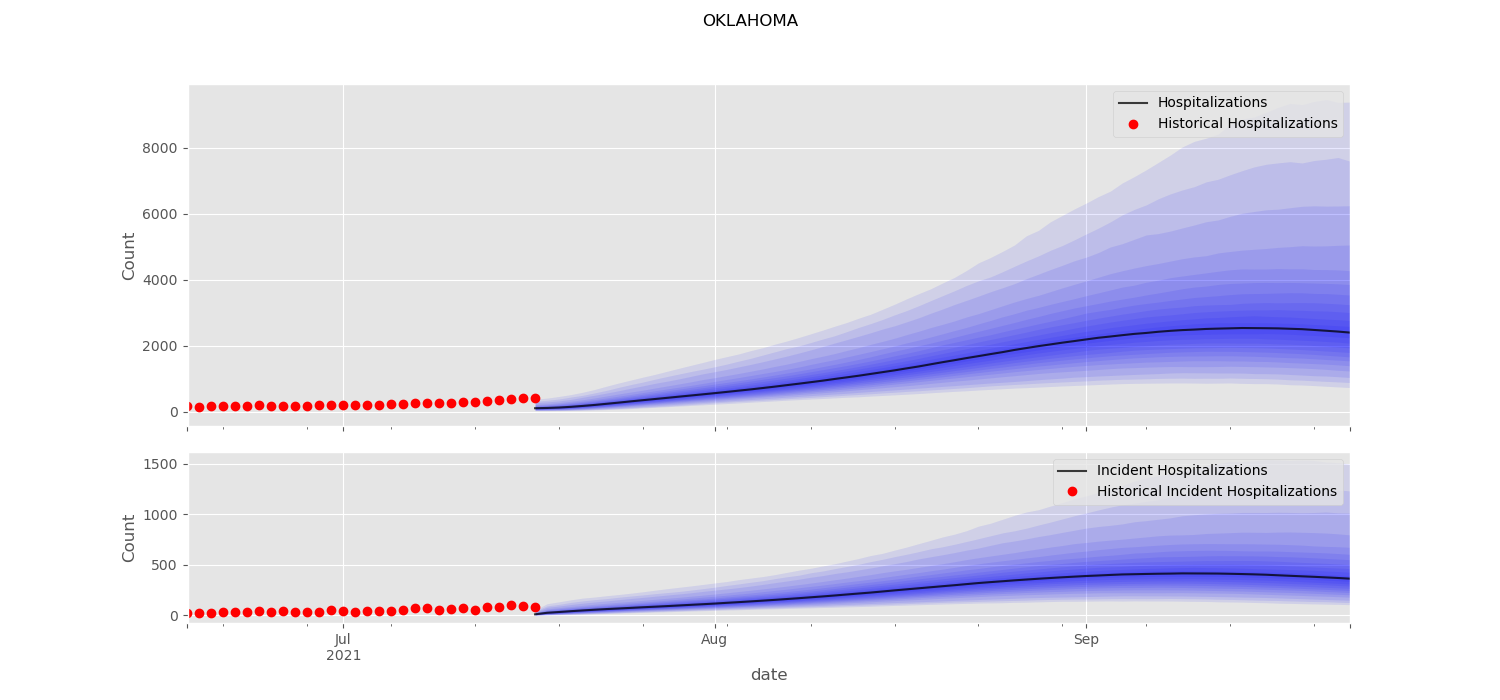 OKLAHOMA
Hospitalizations
Historical Hospitalizations
8000
6000
4000
2000
0
Count
Incident Hospitalizations
Historical Incident Hospitalizations
1500
1000
500
0
Count
Jul
2021
Aug
Sep
date